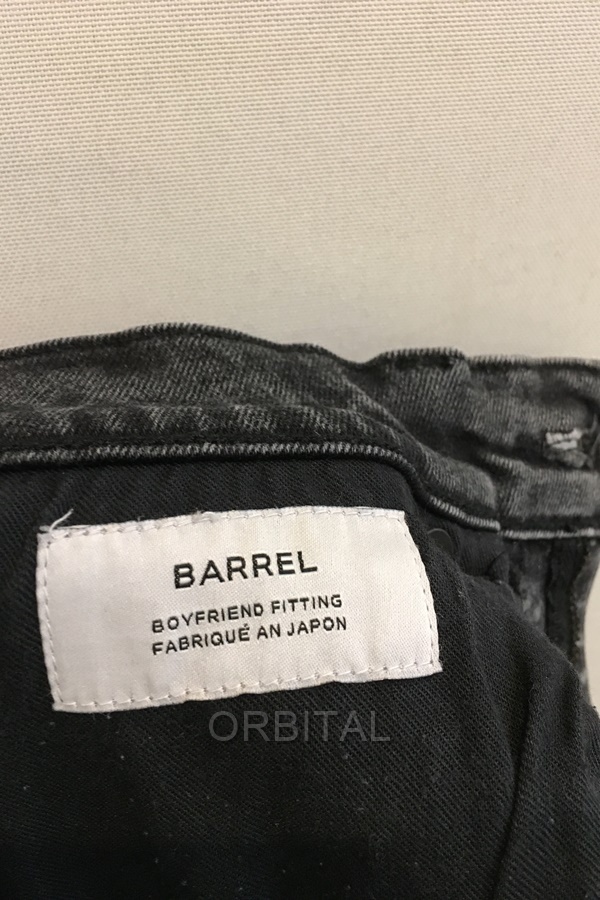 BARREL
BOYFRIEND FITTING
FABRIQUÉ AN JAPON
ORBITAL